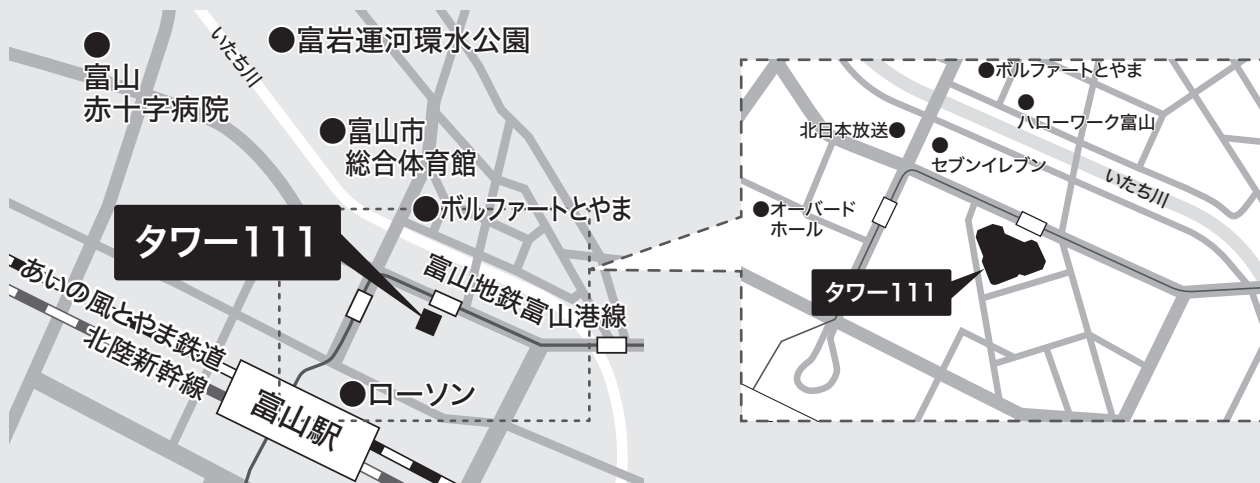 富山
赤十字病院
いたち川
富岩運河環水公園
富山市
総合体育館
ボルファートとやま
タワー111
富山地鉄富山港線
あいの風とやま鉄道
北陸新幹線
ローソン
富山駅
ボルファートとやま
ハローワーク富山
北日本放送
セブンイレブン
いたち川
オーバード
ホール
タワー111